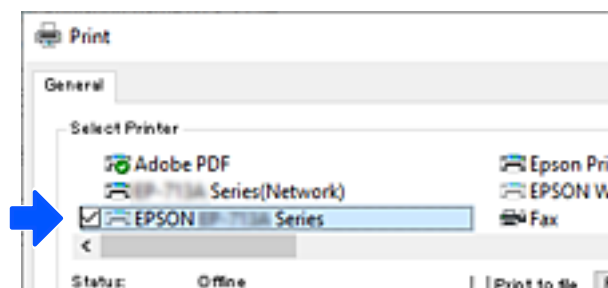 Print
General
Select Printer
Adobe PDF
Epson Pri
Series(Network)
EPSON W
EPSON Series
Fax
Status: Offline
Print to file